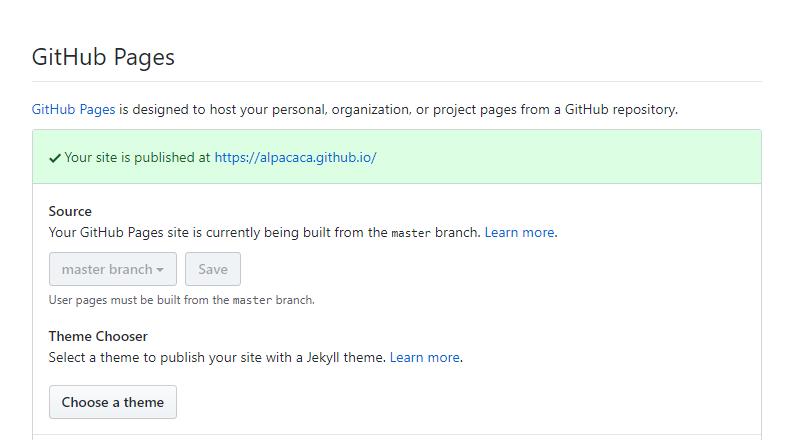 GitHub Pages
GitHub Pages is designed to host your personal, organization, or project pages from a GitHub repository.
Your site is published at https://alpacaca.github.io/
Source
Your GitHub Pages site is currently being built from the master branch. Learn more.
master branch
Save
User pages must be built from the master branch.
Theme Chooser
Select a theme to publish your site with a Jekyll theme. Learn more.
Choose a theme